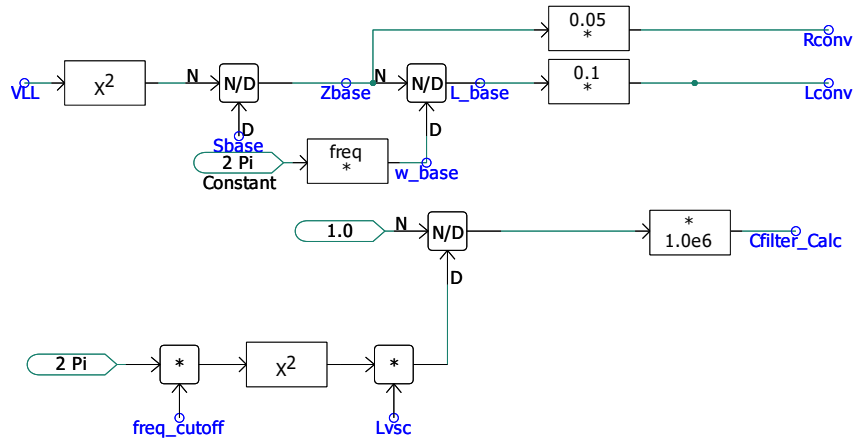 0.05
*
Rconv
VLL
X2
N
N/D
D
Sbase
Zbase
N
N/D
D
L_base
0.1
*
Lconv
2 Pi
Constant
freq
*
w_base
1.0
N
N/D
D
*
1.0e6
Cfilter_Calc
2 Pi
*
freq_cutoff
X2
*
Lvsc